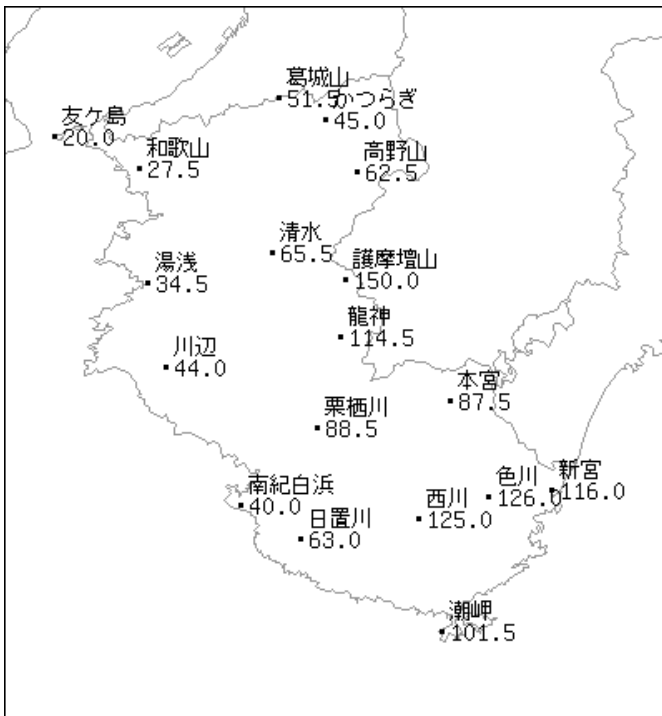 葛城山
51.5
かつらぎ
45.0
友ケ島
20.0
和歌山
27.5
高野山
62.5
清水
65.5
湯浅
34.5
護摩壇山
150.0
龍神
114.5
川辺
44.0
本宮
87.5
栗栖川
88.5
新宮
116.0
色川
126.0
南紀白浜
40.0
西川
125.0
日置川
63.0
潮岬
101.5